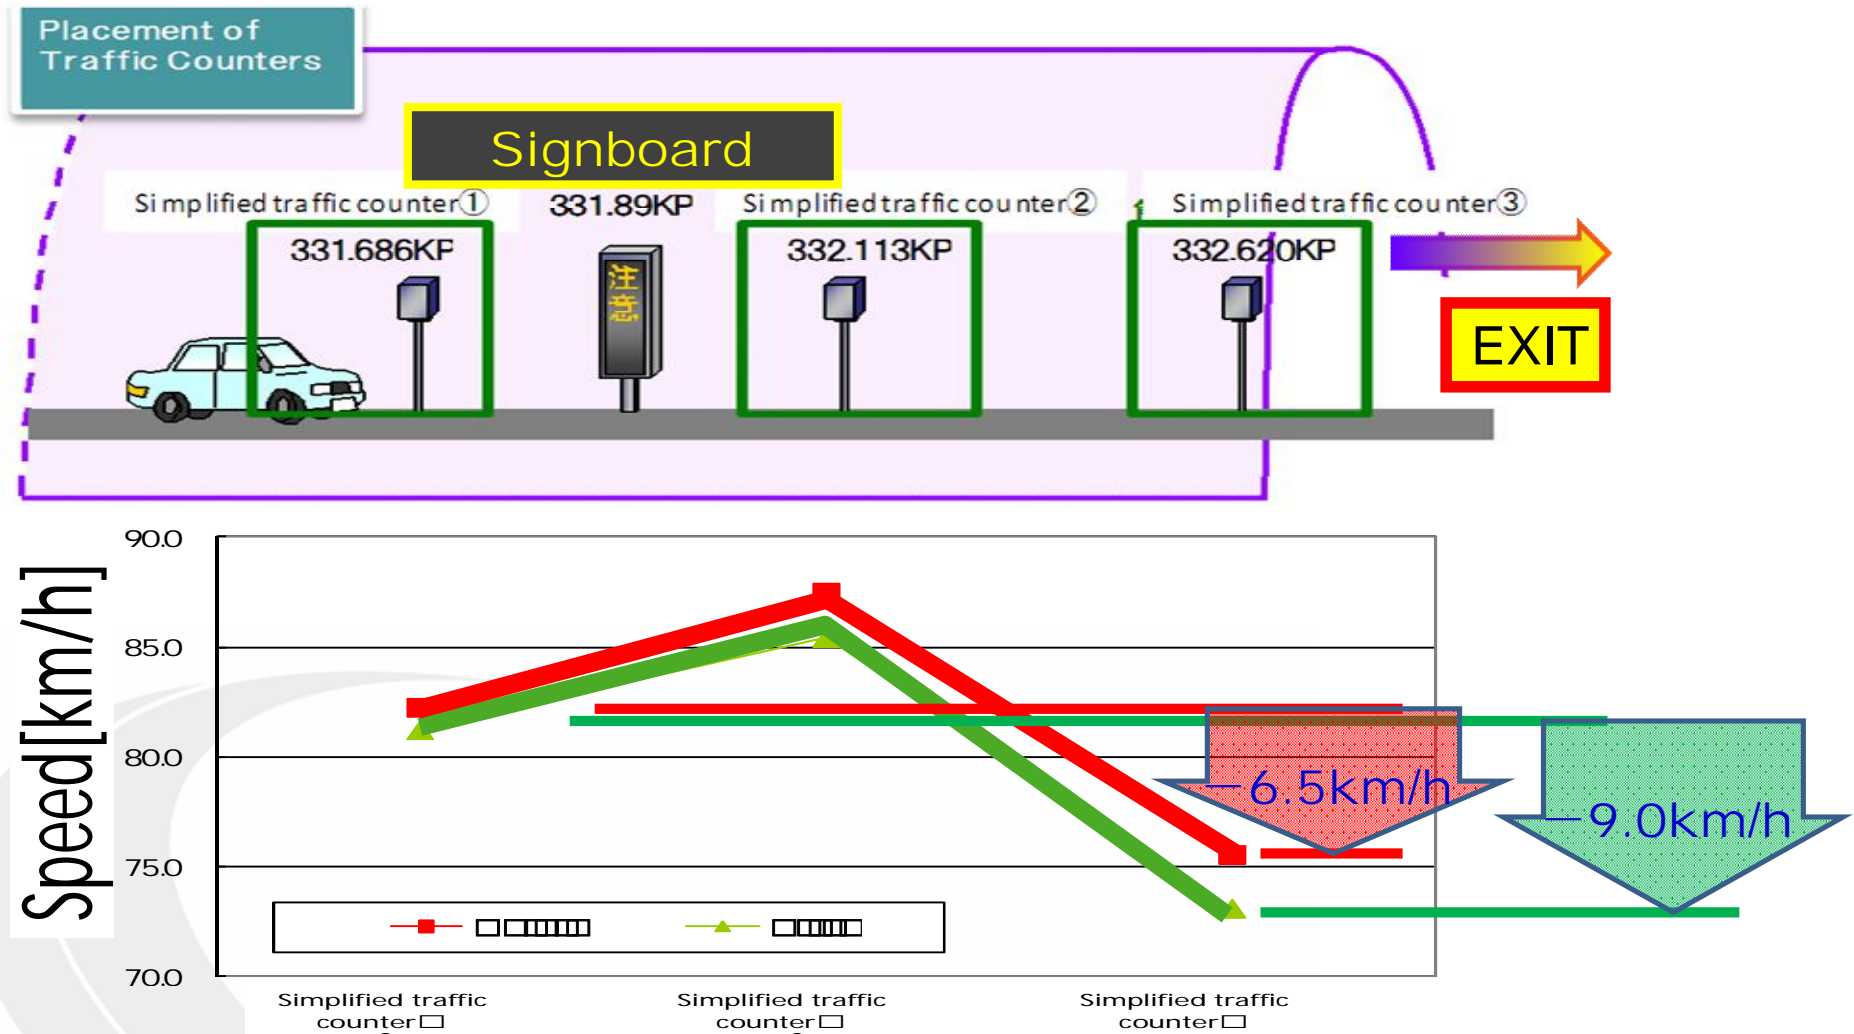 Placement of
Traffic Counters
Signboard
Simplified traffic counter①
331.89KP
Simplified traffic counter②
Simplified traffic counter③
331.686KP
332.113KP
332.620KP
注意
EXIT
Speed[km/h]
90.0
85.0
80.0
75.0
70.0
−6.5km/h
−9.0km/h
Simplified traffic
counter□
Simplified traffic
counter□
Simplified traffic
counter□